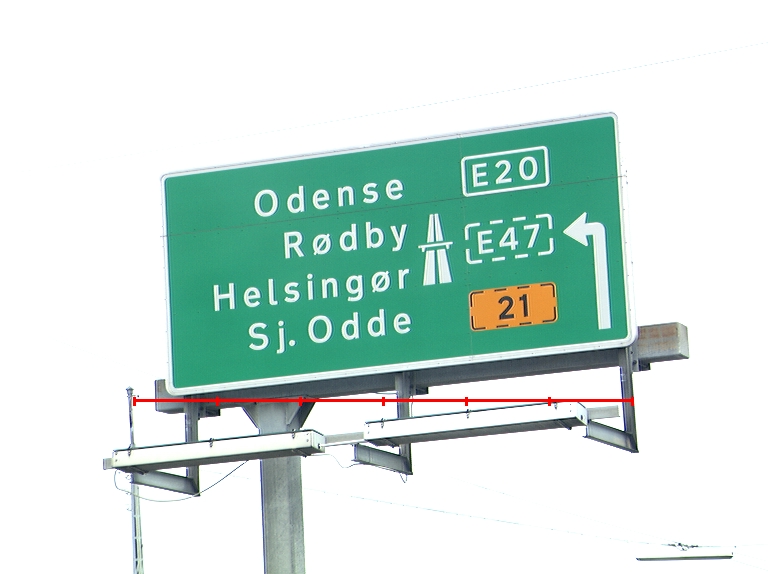 Odense E20
Rødby E47
Helsingør
Sj. Odde 21